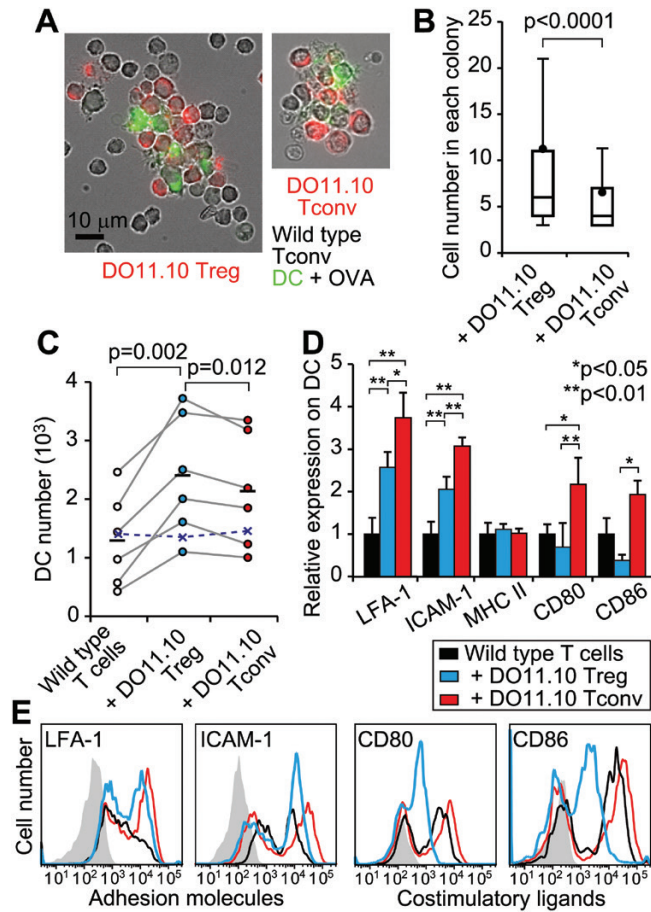 A
DO11.10
Tconv
10 μm
Wild type
Tconv
DO11.10 Treg
DC + OVA
B
p<0.0001
Cell number in each colony
25
20
15
10
5
0
+ DO11.10
Treg
+ DO11.10
Tconv
C
p=0.002
p=0.012
DC number (10³)
4
3
2
1
0
Wild type
T cells
+ DO11.10
Treg
+ DO11.10
Tconv
D
*p<0.05
**p<0.01
Relative expression on DC
5
4
3
2
1
0
**
**
*
**
**
**
*
**
*
LFA-1
ICAM-1
MHC II
CD80
CD86
Wild type T cells
+ DO11.10 Treg
+ DO11.10 Tconv
E
Cell number
LFA-1
ICAM-1
CD80
CD86
10¹ 10² 10³ 10⁴ 10⁵
10¹ 10² 10³ 10⁴ 10⁵
10¹ 10² 10³ 10⁴ 10⁵
10¹ 10² 10³ 10⁴ 10⁵
Adhesion molecules
Costimulatory ligands